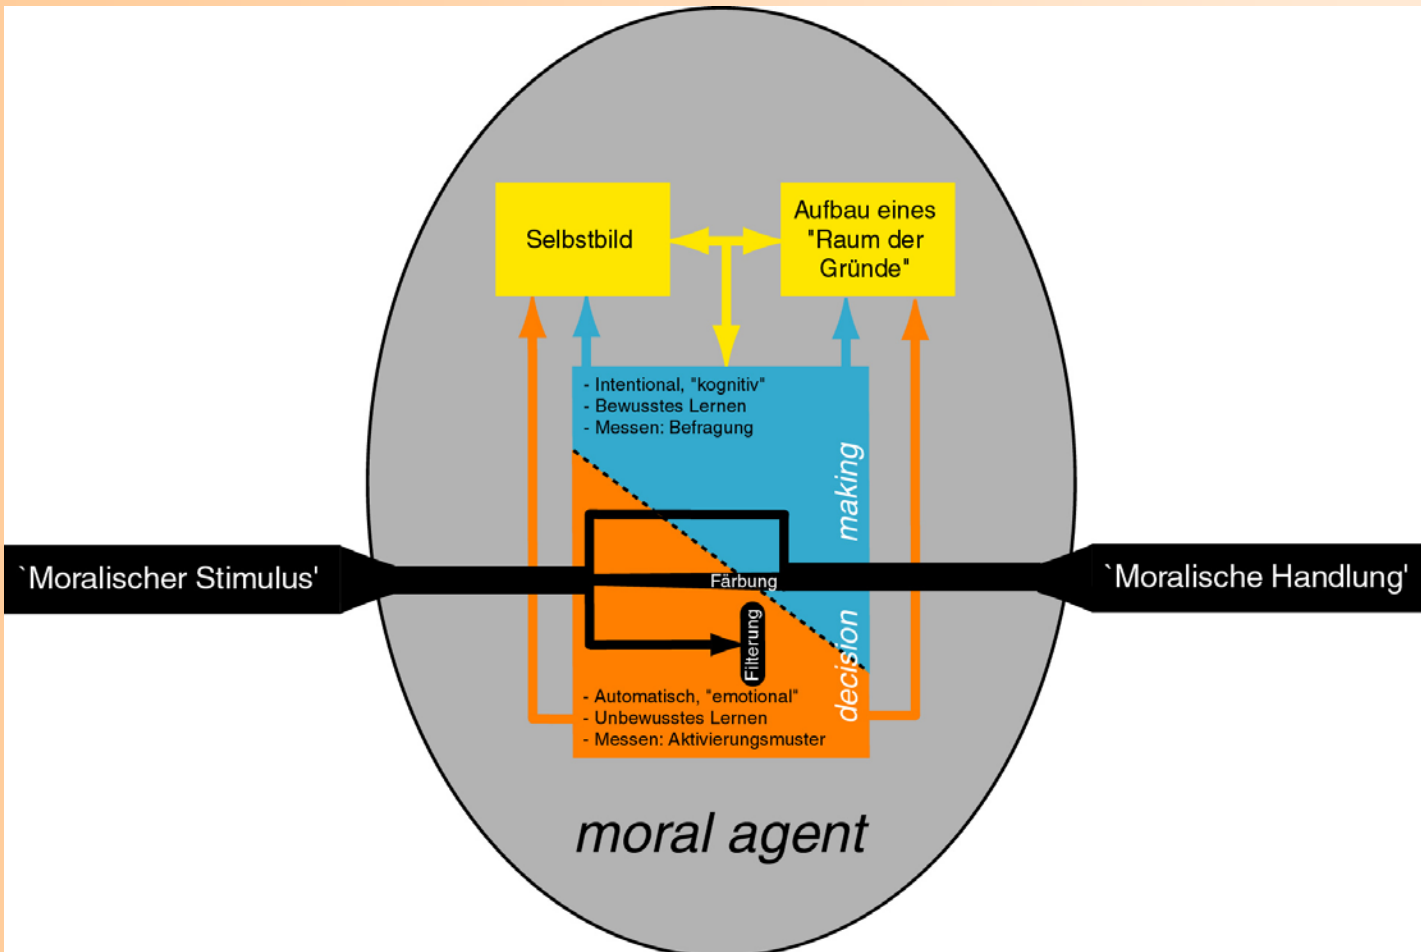 Selbstbild
Aufbau eines
"Raum der
Gründe"
- Intentional, "kognitiv"
- Bewusstes Lernen
- Messen: Befragung
decision making
`Moralischer Stimulus'
Färbung
`Moralische Handlung'
Filterung
- Automatisch, "emotional"
- Unbewusstes Lernen
- Messen: Aktivierungsmuster
moral agent